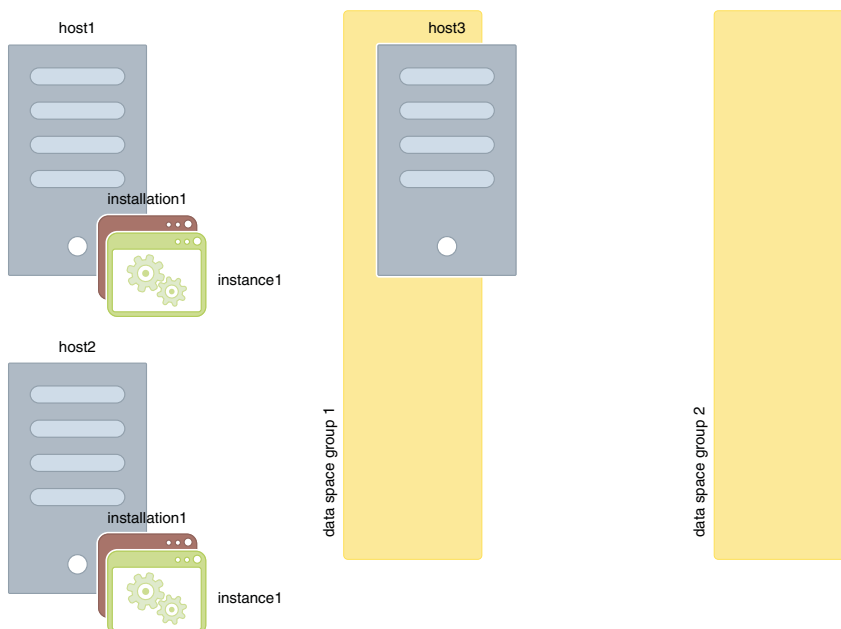 host1
host3
installation1
instance1
host2
data space group 1
data space group 2
installation1
instance1